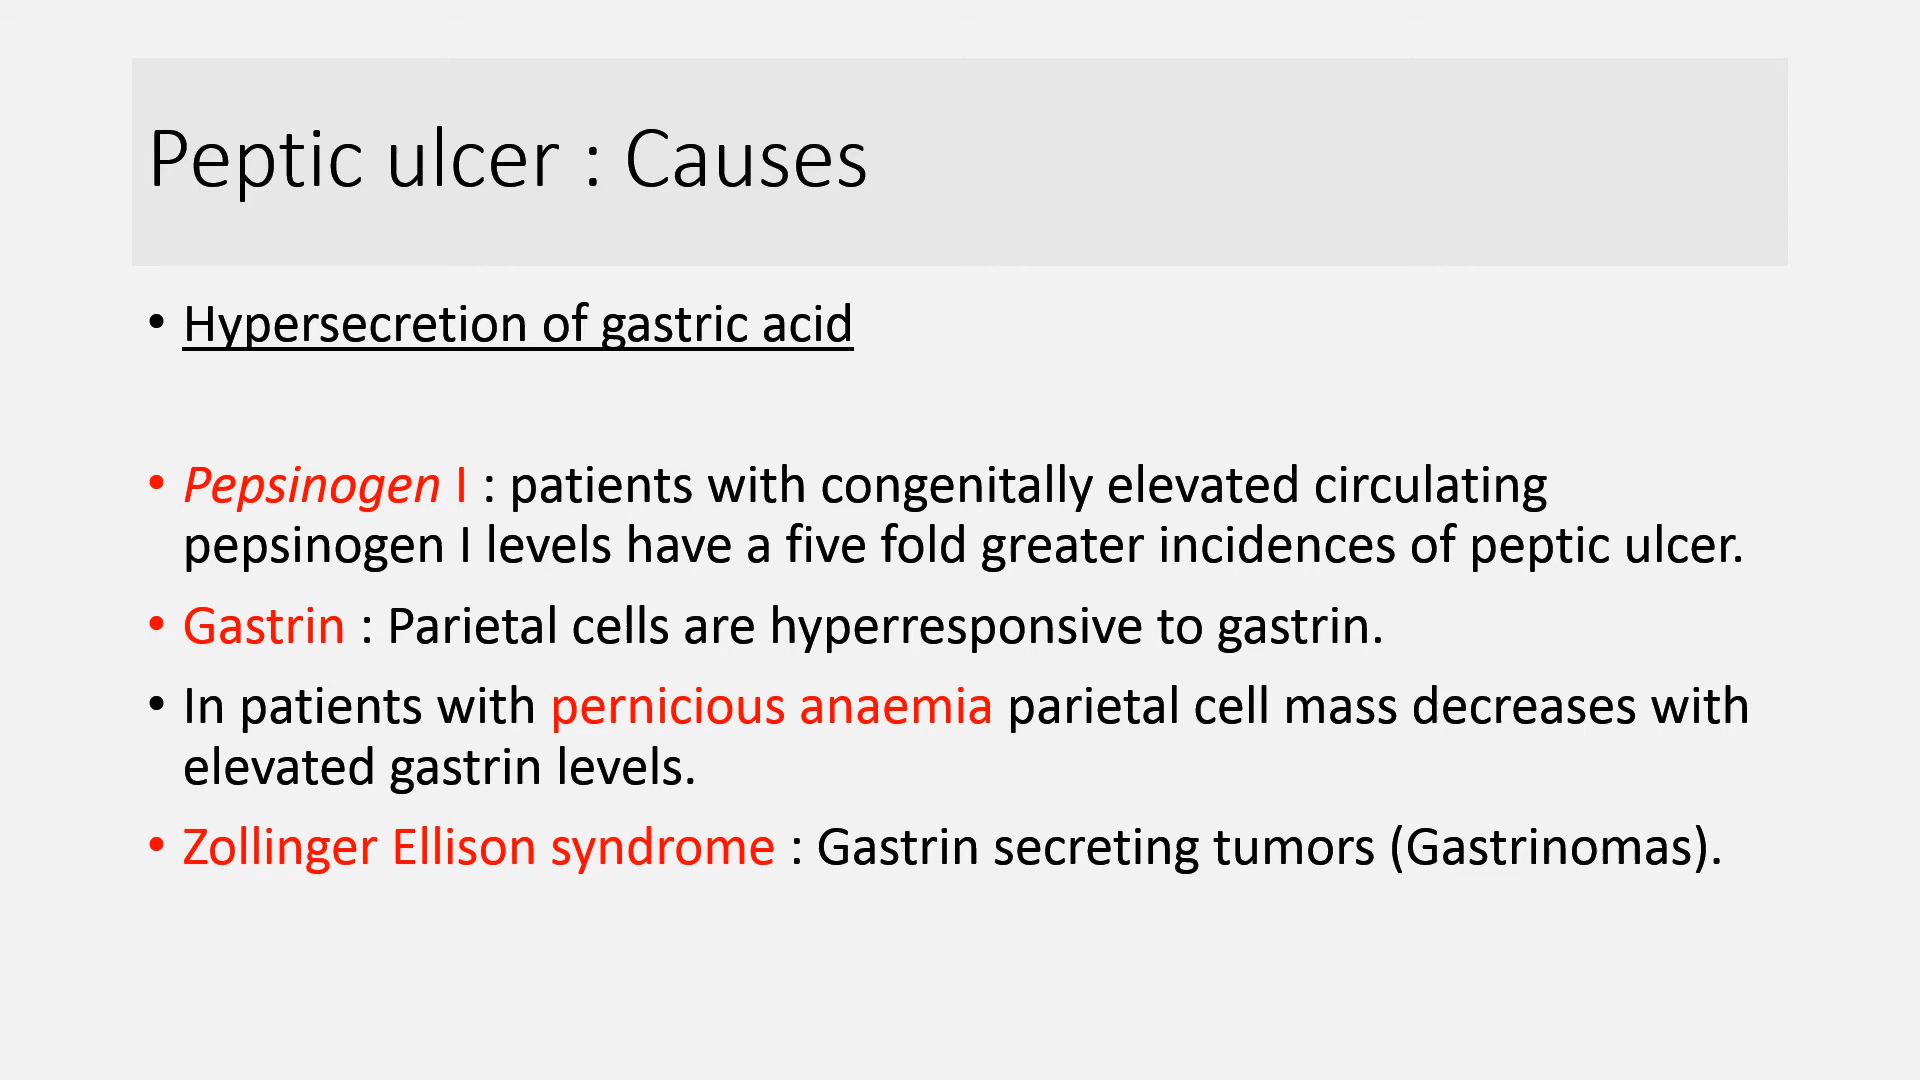 Peptic ulcer : Causes
• Hypersecretion of gastric acid
• Pepsinogen I : patients with congenitally elevated circulating
pepsinogen I levels have a five fold greater incidences of peptic ulcer.
• Gastrin : Parietal cells are hyperresponsive to gastrin.
• In patients with pernicious anaemia parietal cell mass decreases with
elevated gastrin levels.
• Zollinger Ellison syndrome : Gastrin secreting tumors (Gastrinomas).